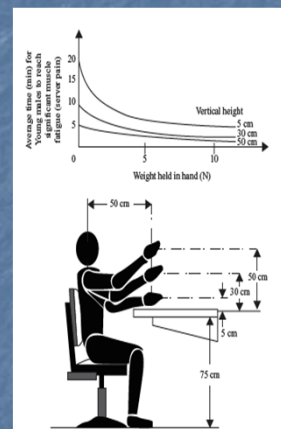 Average time (min) for
Young males to reach
significant muscle
fatigue (server pain)
20
15
10
5
Vertical height
5 cm
30 cm
50 cm
0
5
10
Weight held in hand (N)
50 cm
50 cm
30 cm
5 cm
75 cm